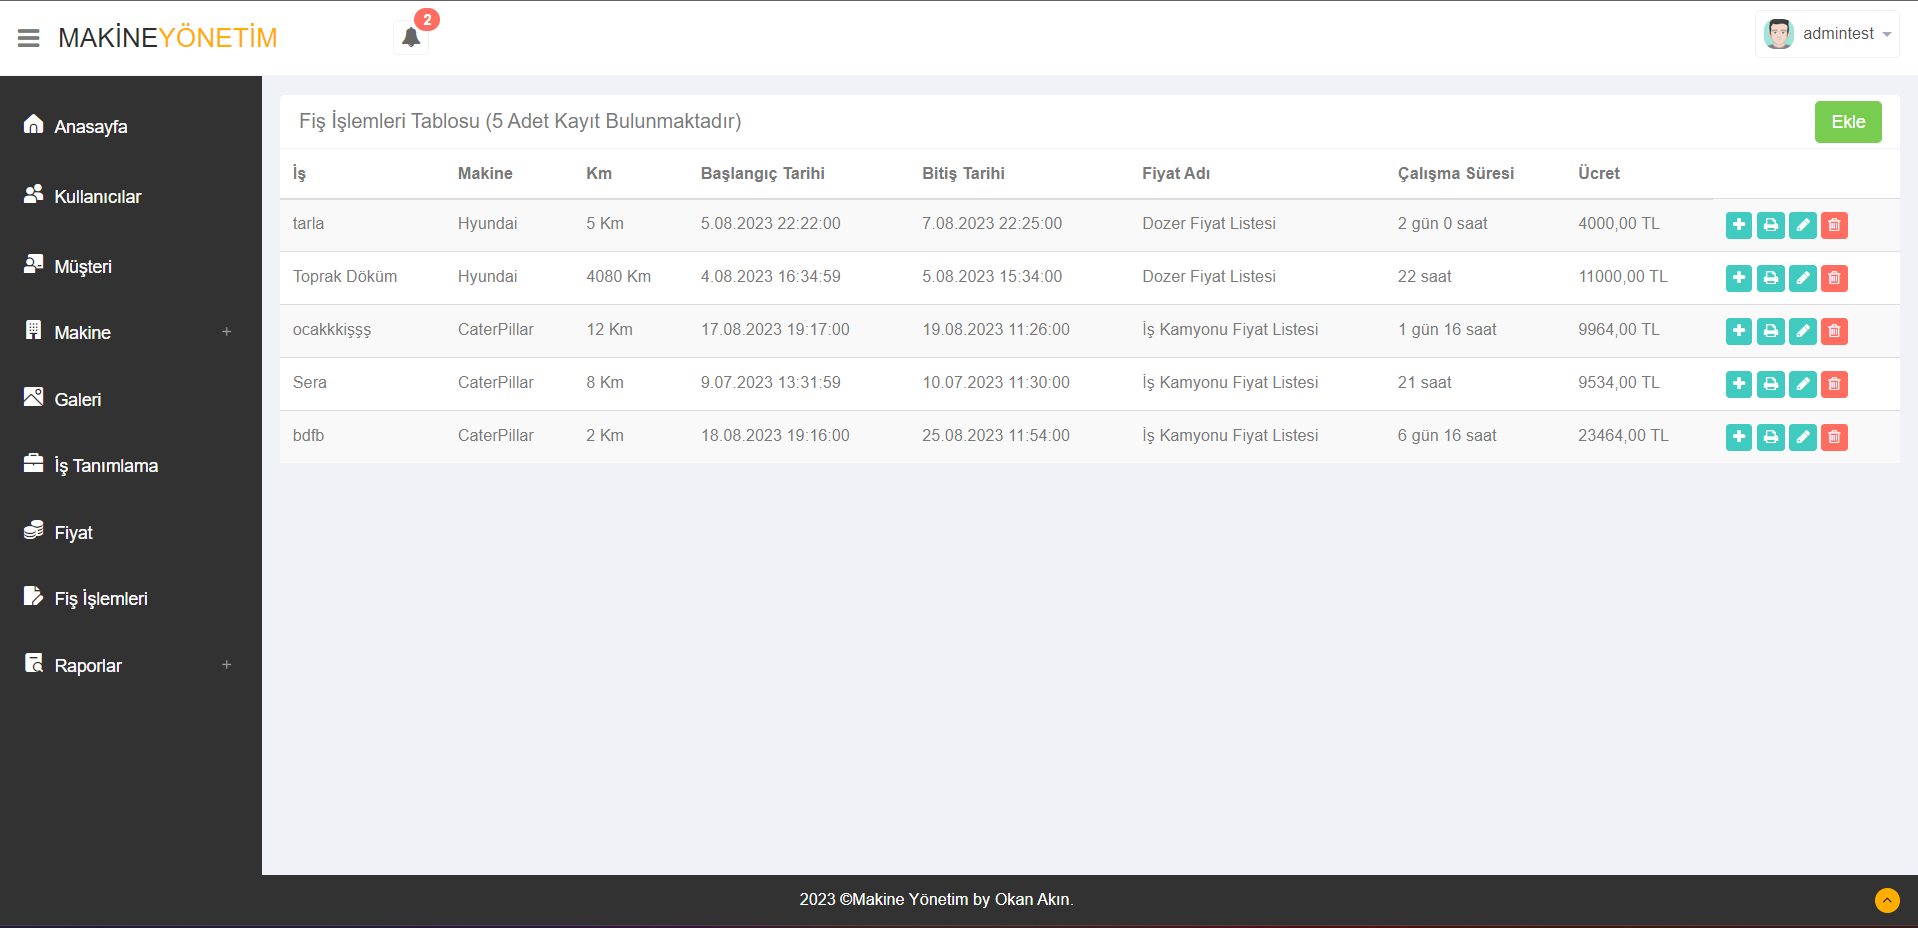 MAKİNEYÖNETİM
2
admintest
Anasayfa
Kullanıcılar
Müşteri
Makine +
Galeri
İş Tanımlama
Fiyat
Fiş İşlemleri
Raporlar +
Fiş İşlemleri Tablosu (5 Adet Kayıt Bulunmaktadır)
Ekle
İş Makine Km Başlangıç Tarihi Bitiş Tarihi Fiyat Adı Çalışma Süresi Ücret
tarla Hyundai 5 Km 5.08.2023 22:22:00 7.08.2023 22:25:00 Dozer Fiyat Listesi 2 gün 0 saat 4000,00 TL
Toprak Döküm Hyundai 4080 Km 4.08.2023 16:34:59 5.08.2023 15:34:00 Dozer Fiyat Listesi 22 saat 11000,00 TL
ocakkkişşş CaterPillar 12 Km 17.08.2023 19:17:00 19.08.2023 11:26:00 İş Kamyonu Fiyat Listesi 1 gün 16 saat 9964,00 TL
Sera CaterPillar 8 Km 9.07.2023 13:31:59 10.07.2023 11:30:00 İş Kamyonu Fiyat Listesi 21 saat 9534,00 TL
bdfb CaterPillar 2 Km 18.08.2023 19:16:00 25.08.2023 11:54:00 İş Kamyonu Fiyat Listesi 6 gün 16 saat 23464,00 TL
2023 ©Makine Yönetim by Okan Akın.